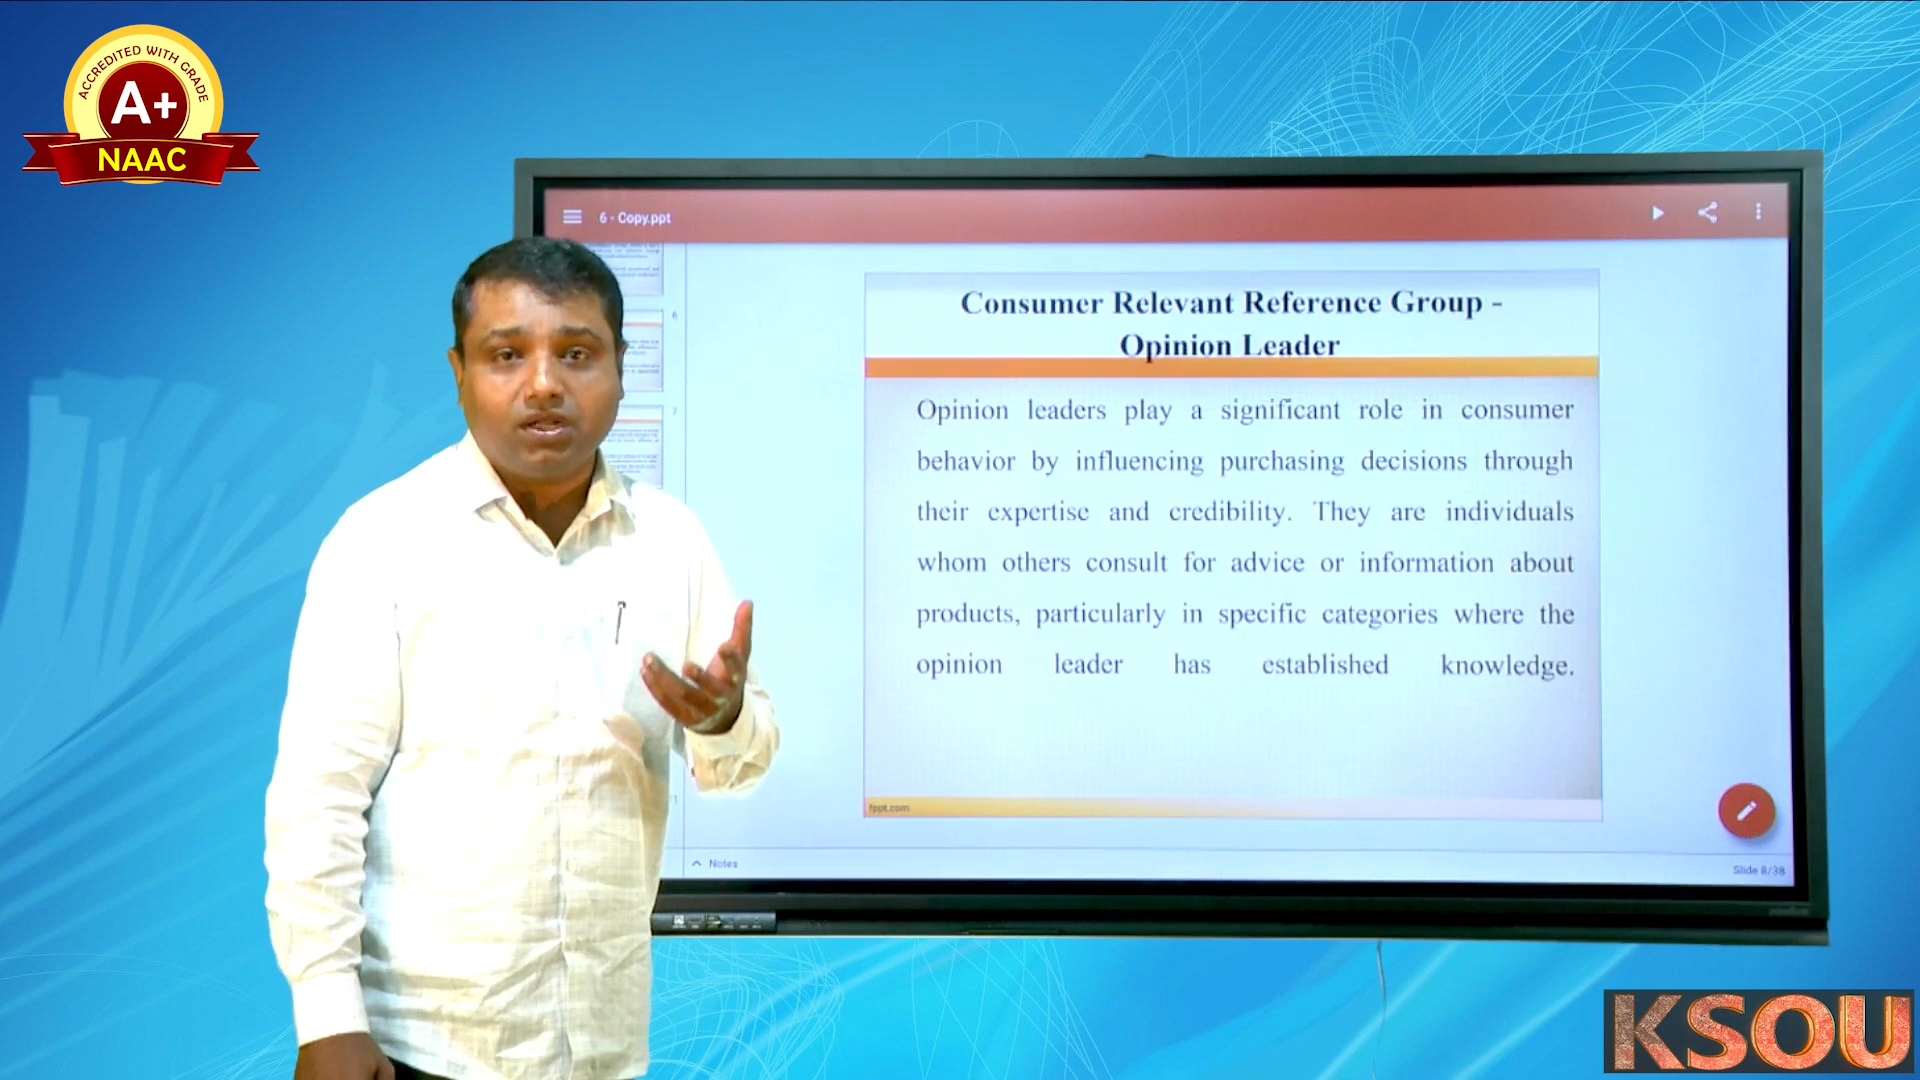 ACCREDITED WITH GRADE
A+
NAAC
6 - Copy.ppt
6
7
Consumer Relevant Reference Group -
Opinion Leader
Opinion leaders play a significant role in consumer
behavior by influencing purchasing decisions through
their expertise and credibility. They are individuals
whom others consult for advice or information about
products, particularly in specific categories where the
opinion leader has established knowledge.
fppt.com
Notes
Slide 8/38
KSOU